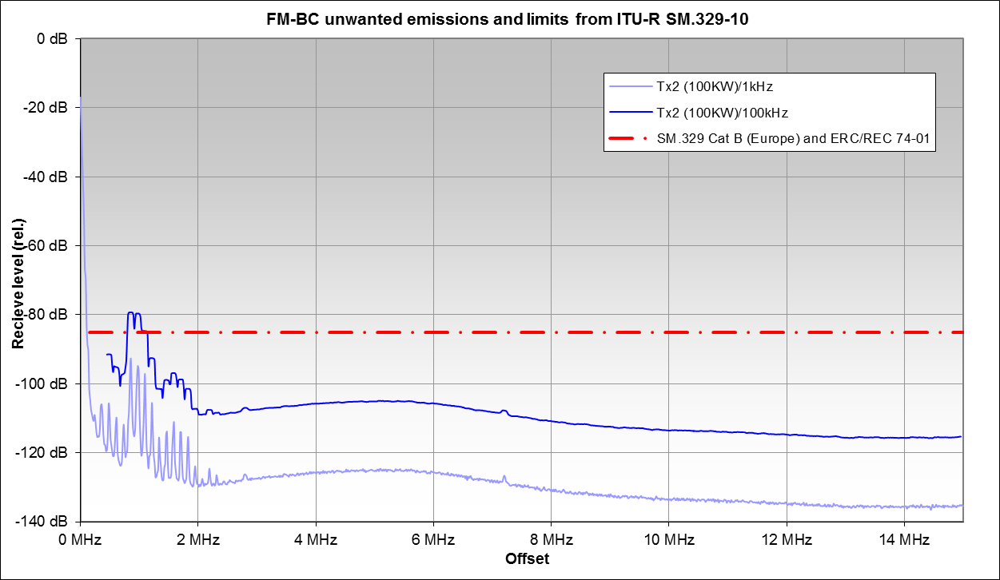 FM-BC unwanted emissions and limits from ITU-R SM.329-10
0 dB
-20 dB
-40 dB
-60 dB
-80 dB
-100 dB
-120 dB
-140 dB
Recieve level (rel.)
Tx2 (100KW)/1kHz
Tx2 (100KW)/100kHz
SM.329 Cat B (Europe) and ERC/REC 74-01
0 MHz 2 MHz 4 MHz 6 MHz 8 MHz 10 MHz 12 MHz 14 MHz
Offset